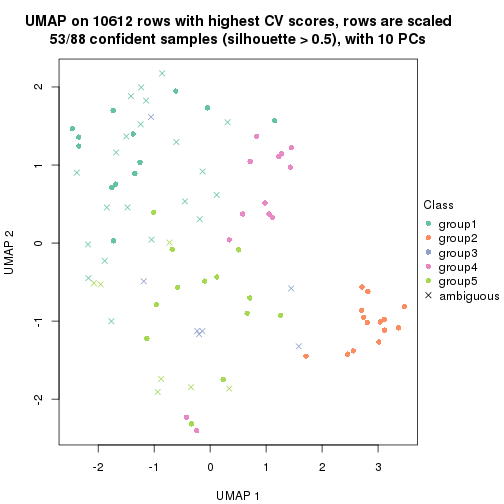 UMAP on 10612 rows with highest CV scores, rows are scaled
53/88 confident samples (silhouette > 0.5), with 10 PCs
2
1
0
-1
-2
UMAP 2
-2
-1
0
1
2
3
UMAP 1
Class
group1
group2
group3
group4
group5
ambiguous